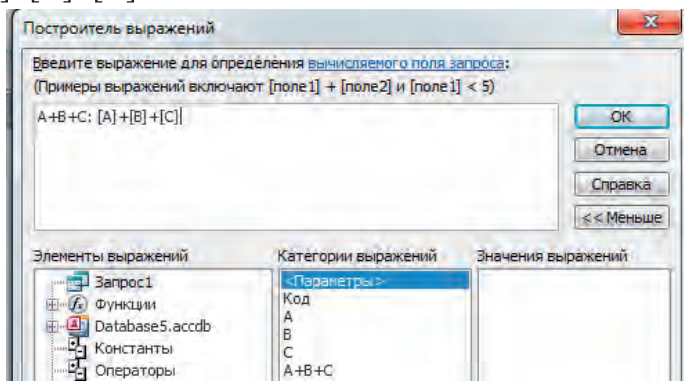 Построитель выражений
Введите выражение для определения вычисляемого поля запроса:
(Примеры выражений включают [поле1] + [поле2] и [поле1] < 5)
A+B+C: [A]+[B]+[C]
ОК
Отмена
Справка
<< Меньше
Элементы выражений
Категории выражений
Значения выражений
Запрос1
Функции
Database5.accdb
Константы
Операторы
<Параметры>
Код
A
B
C
A+B+C